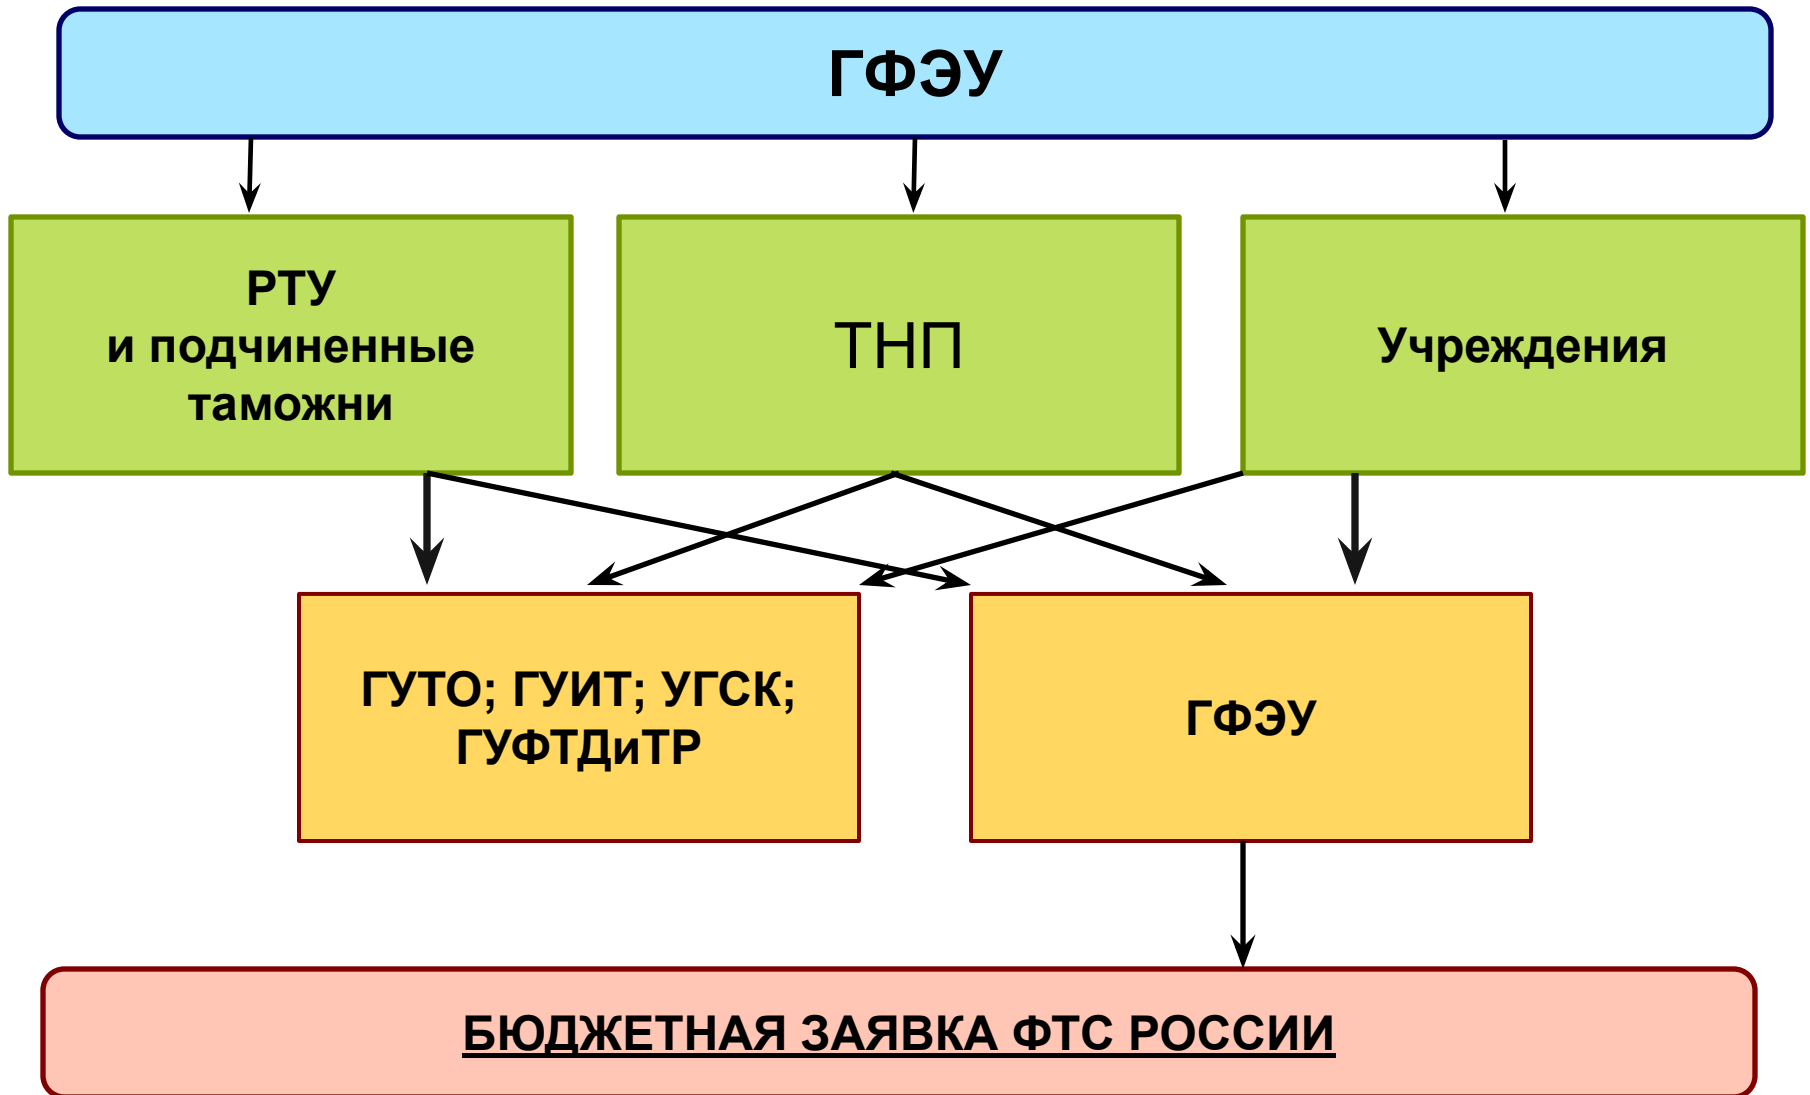 ГФЭУ
РТУ
и подчиненные
таможни
ТНП
Учреждения
ГУТО; ГУИТ; УГСК;
ГУФТДиТР
ГФЭУ
БЮДЖЕТНАЯ ЗАЯВКА ФТС РОССИИ